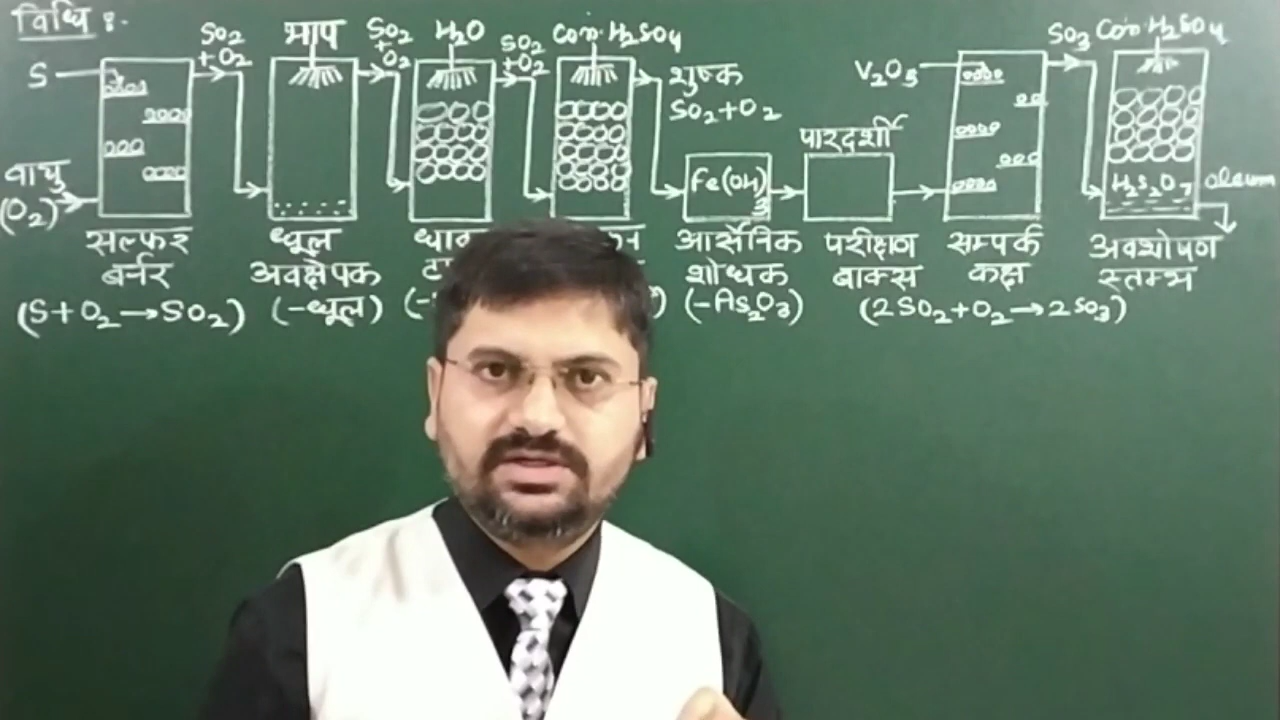 विधि :
S
वायु
(O₂)
SO₂
+O₂
भाप
SO₂
+
O₂
H₂O
SO₂
+O₂
Con· H₂SO₄
शुष्क
SO₂+O₂
Fe(OH)₃
पारदर्शी
V₂O₅
SO₃
Con· H₂SO₄
H₂S₂O₇
oleum
सल्फर
बर्नर
(S+O₂→SO₂)
धूल
अवक्षेपक
(-धूल)
आर्सेनिक
शोधक
(-As₂O₃)
परीक्षण
बाक्स
सम्पर्क
कक्ष
(2SO₂+O₂→2SO₃)
अवशोषण
स्तम्भ